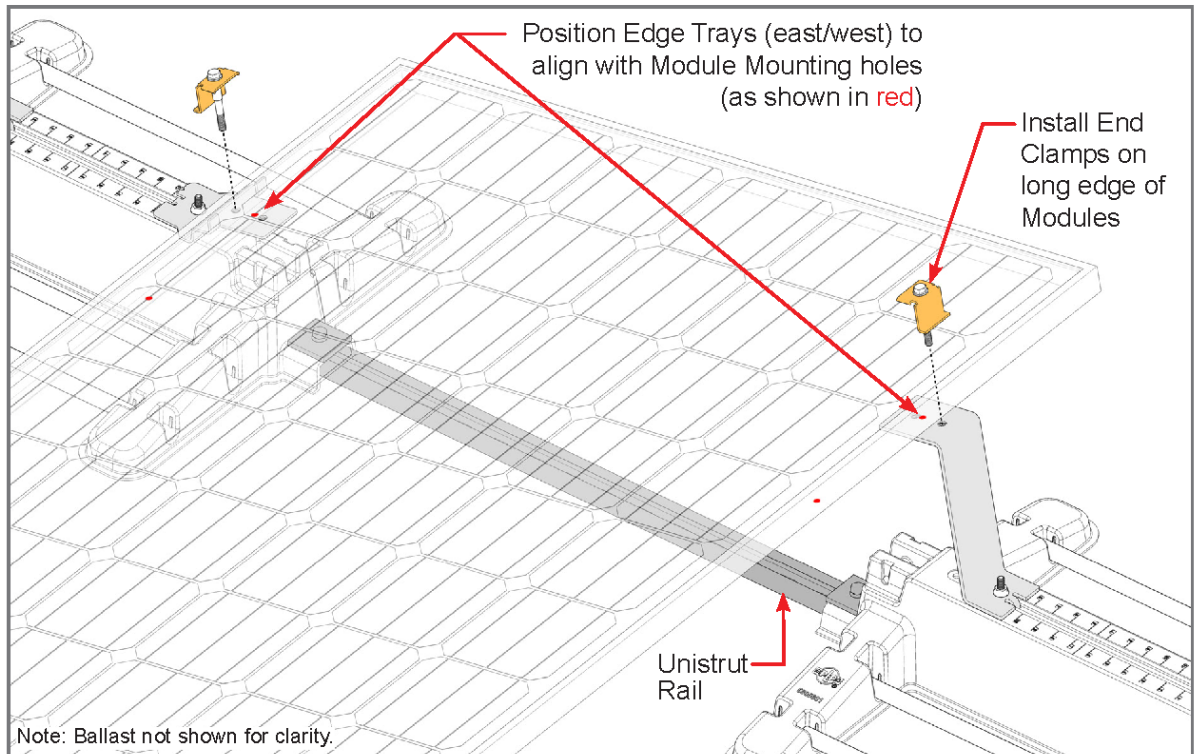 Position Edge Trays (east/west) to
align with Module Mounting holes
(as shown in red)
Install End
Clamps on
long edge of
Modules
Unistrut
Rail
Note: Ballast not shown for clarity.